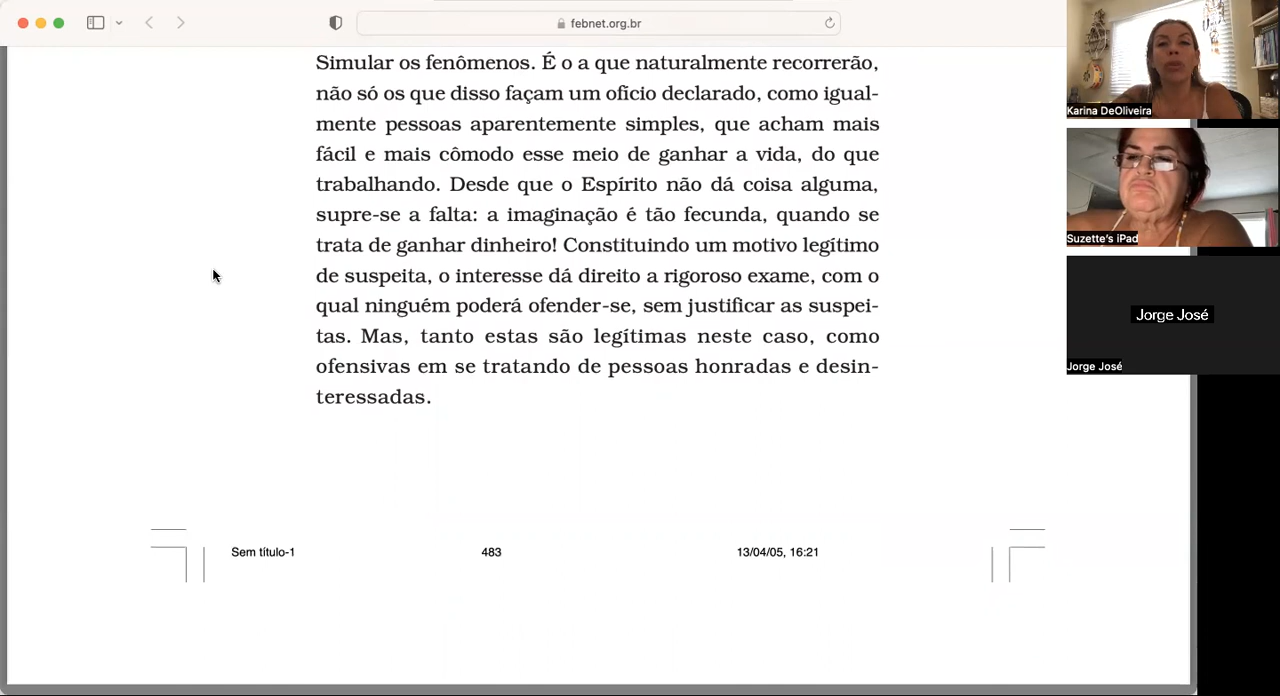 febnet.org.br
Simular os fenômenos. É o a que naturalmente recorrerão,
não só os que disso façam um ofício declarado, como igual-
mente pessoas aparentemente simples, que acham mais
fácil e mais cômodo esse meio de ganhar a vida, do que
trabalhando. Desde que o Espírito não dá coisa alguma,
supre-se a falta: a imaginação é tão fecunda, quando se
trata de ganhar dinheiro! Constituindo um motivo legítimo
de suspeita, o interesse dá direito a rigoroso exame, com o
qual ninguém poderá ofender-se, sem justificar as suspei-
tas. Mas, tanto estas são legítimas neste caso, como
ofensivas em se tratando de pessoas honradas e desin-
teressadas.
Sem título-1 483 13/04/05, 16:21
Karina DeOliveira
Suzette's iPad
Jorge José
Jorge José